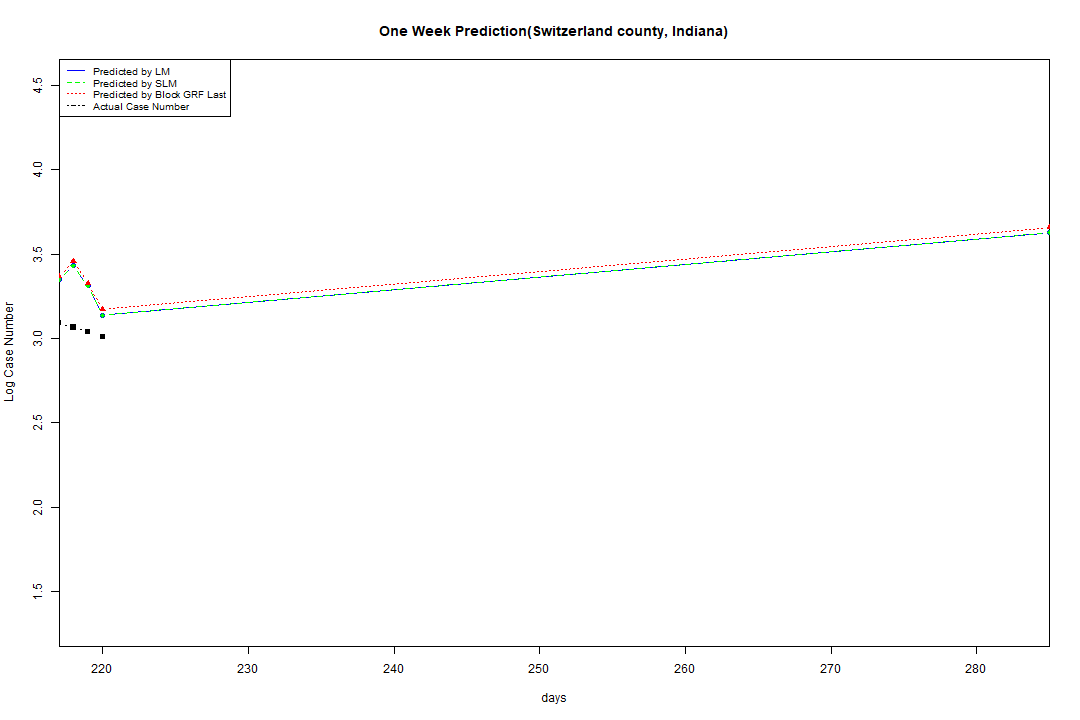 One Week Prediction(Switzerland county, Indiana)
Predicted by LM
Predicted by SLM
Predicted by Block GRF Last
Actual Case Number
4.5
4.0
3.5
3.0
2.5
2.0
1.5
Log Case Number
220 230 240 250 260 270 280
days